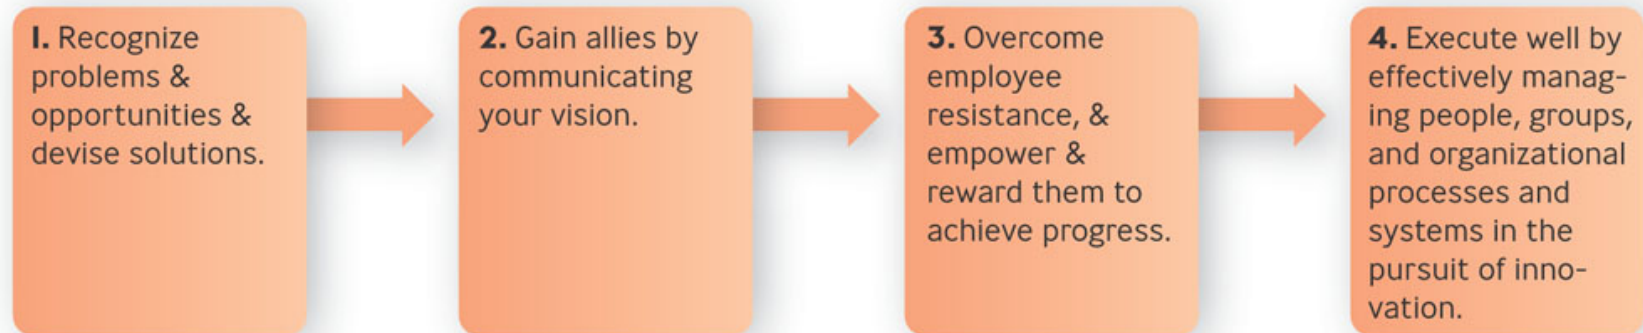 1. Recognize
problems &
opportunities &
devise solutions.
2. Gain allies by
communicating
your vision.
3. Overcome
employee
resistance, &
empower &
reward them to
achieve progress.
4. Execute well by
effectively manag-
ing people, groups,
and organizational
processes and
systems in the
pursuit of inno-
vation.